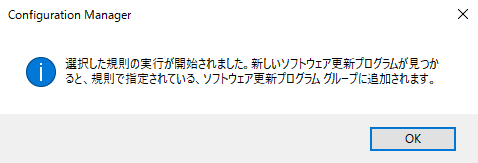 Configuration Manager
選択した規則の実行が開始されました。新しいソフトウェア更新プログラムが見つか
ると、規則で指定されている、ソフトウェア更新プログラム グループに追加されます。
OK